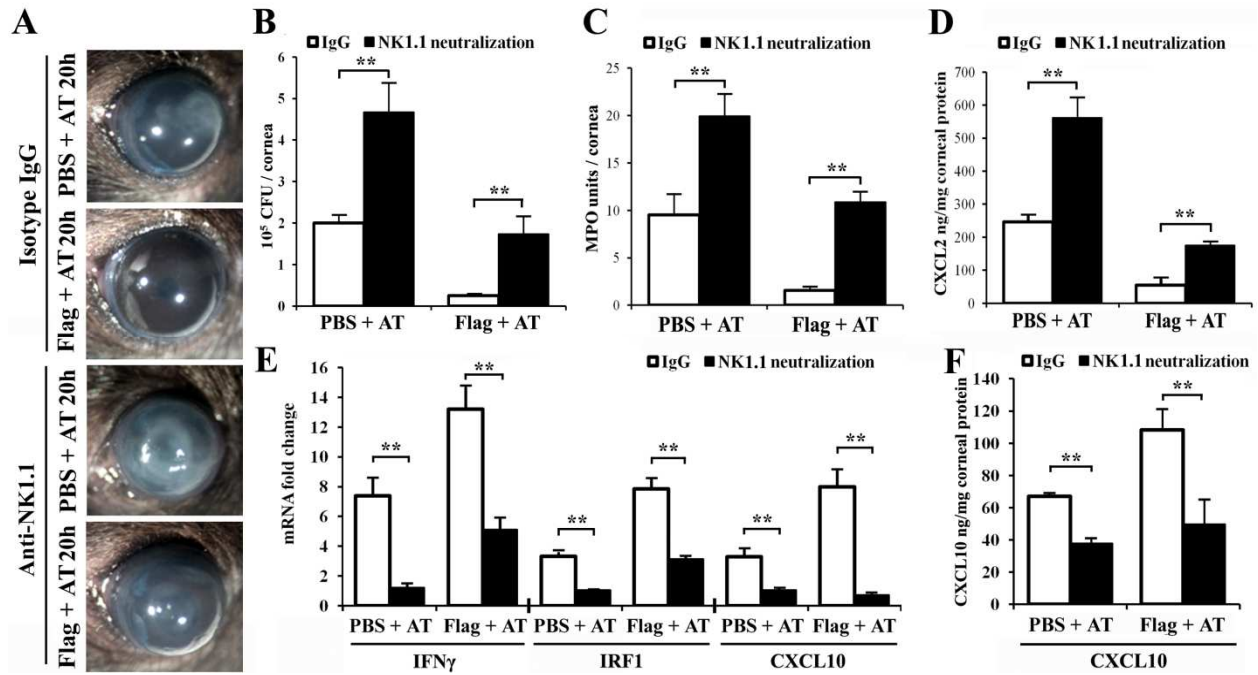 A
Isotype IgG
PBS + AT 20h
Flag + AT 20h
Anti-NK1.1
PBS + AT 20h
Flag + AT 20h
B
IgG NK1.1 neutralization
10⁵ CFU / cornea
6
5
4
3
2
1
0
**
**
PBS + AT Flag + AT
C
IgG NK1.1 neutralization
MPO units / cornea
25
20
15
10
5
0
**
**
PBS + AT Flag + AT
D
IgG NK1.1 neutralization
CXCL2 ng/mg corneal protein
700
600
500
400
300
200
100
0
**
**
PBS + AT Flag + AT
E
IgG NK1.1 neutralization
mRNA fold change
16
14
12
10
8
6
4
2
0
**
**
**
**
**
**
PBS + AT Flag + AT PBS + AT Flag + AT PBS + AT Flag + AT
IFNγ IRF1 CXCL10
F
IgG NK1.1 neutralization
CXCL10 ng/mg corneal protein
140
120
100
80
60
40
20
0
**
**
PBS + AT Flag + AT
CXCL10